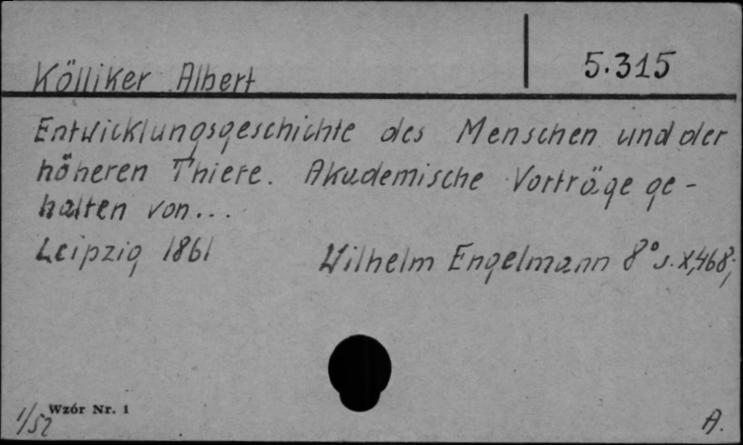 Kölliker Albert 5.315
Entwicklungsgeschichte des Menschen und der
höheren Thiere. Akademische Vorträge ge-
halten von...
Leipzig 1861 Wilhelm Engelmann 8° s. X,468;
Wzór Nr. 1
1/52 A.